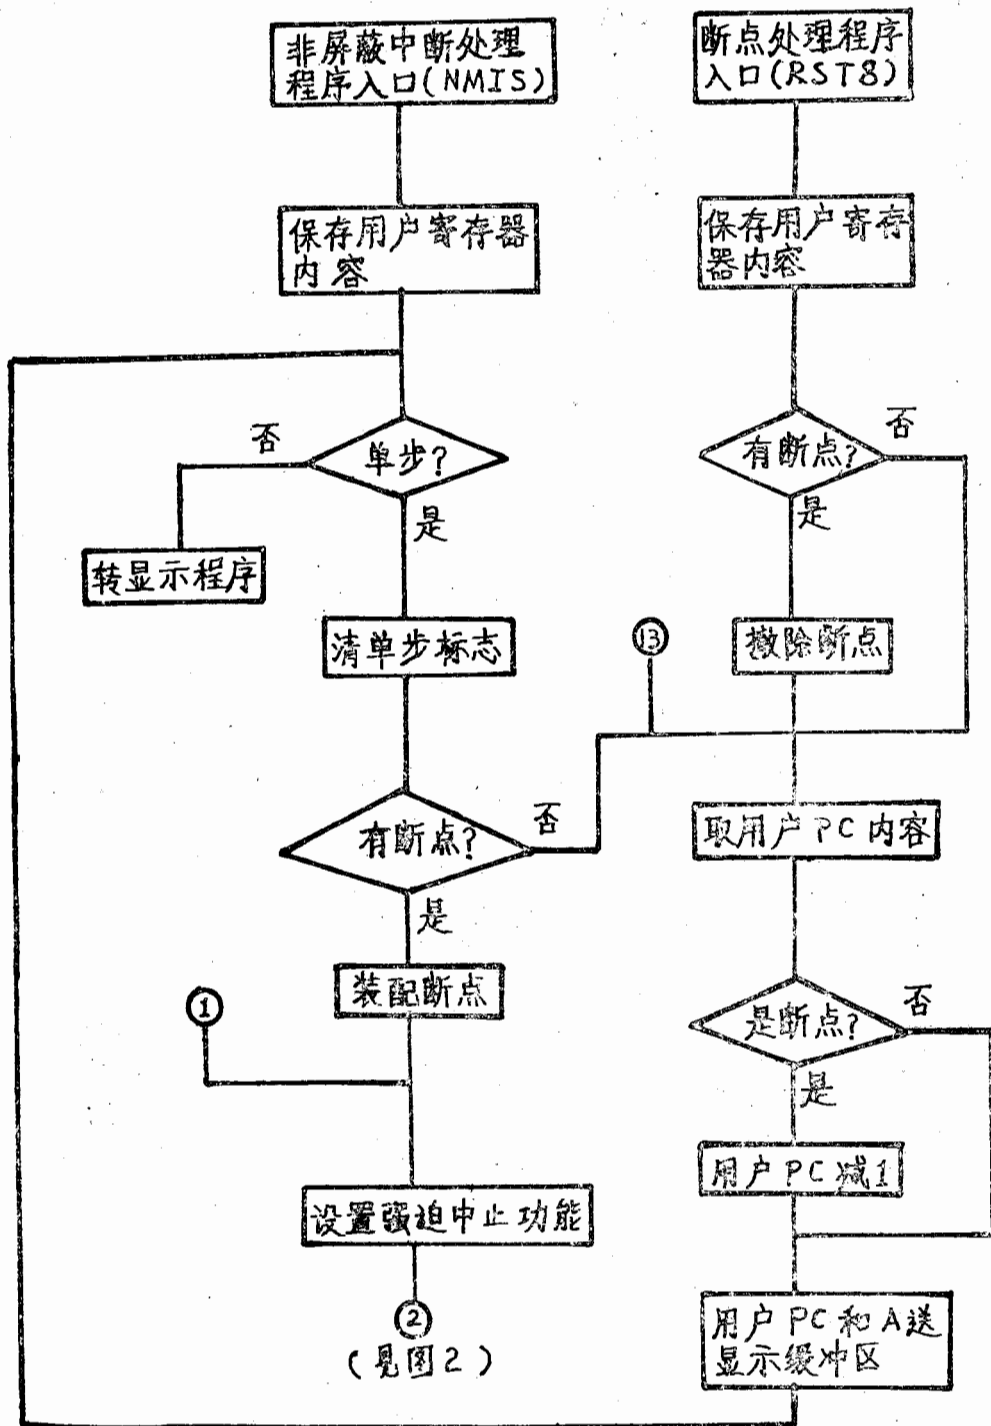 非屏蔽中断处理
程序入口(NMIS)
保存用户寄存器
内容
单步?
否
是
转显示程序
清单步标志
有断点?
否
是
装配断点
①
设置强迫中止功能
②
(见图2)
断点处理程序
入口(RST8)
保存用户寄存
器内容
有断点?
否
是
撤除断点
⑬
取用户PC内容
是断点?
否
是
用户PC减1
用户PC和A送
显示缓冲区